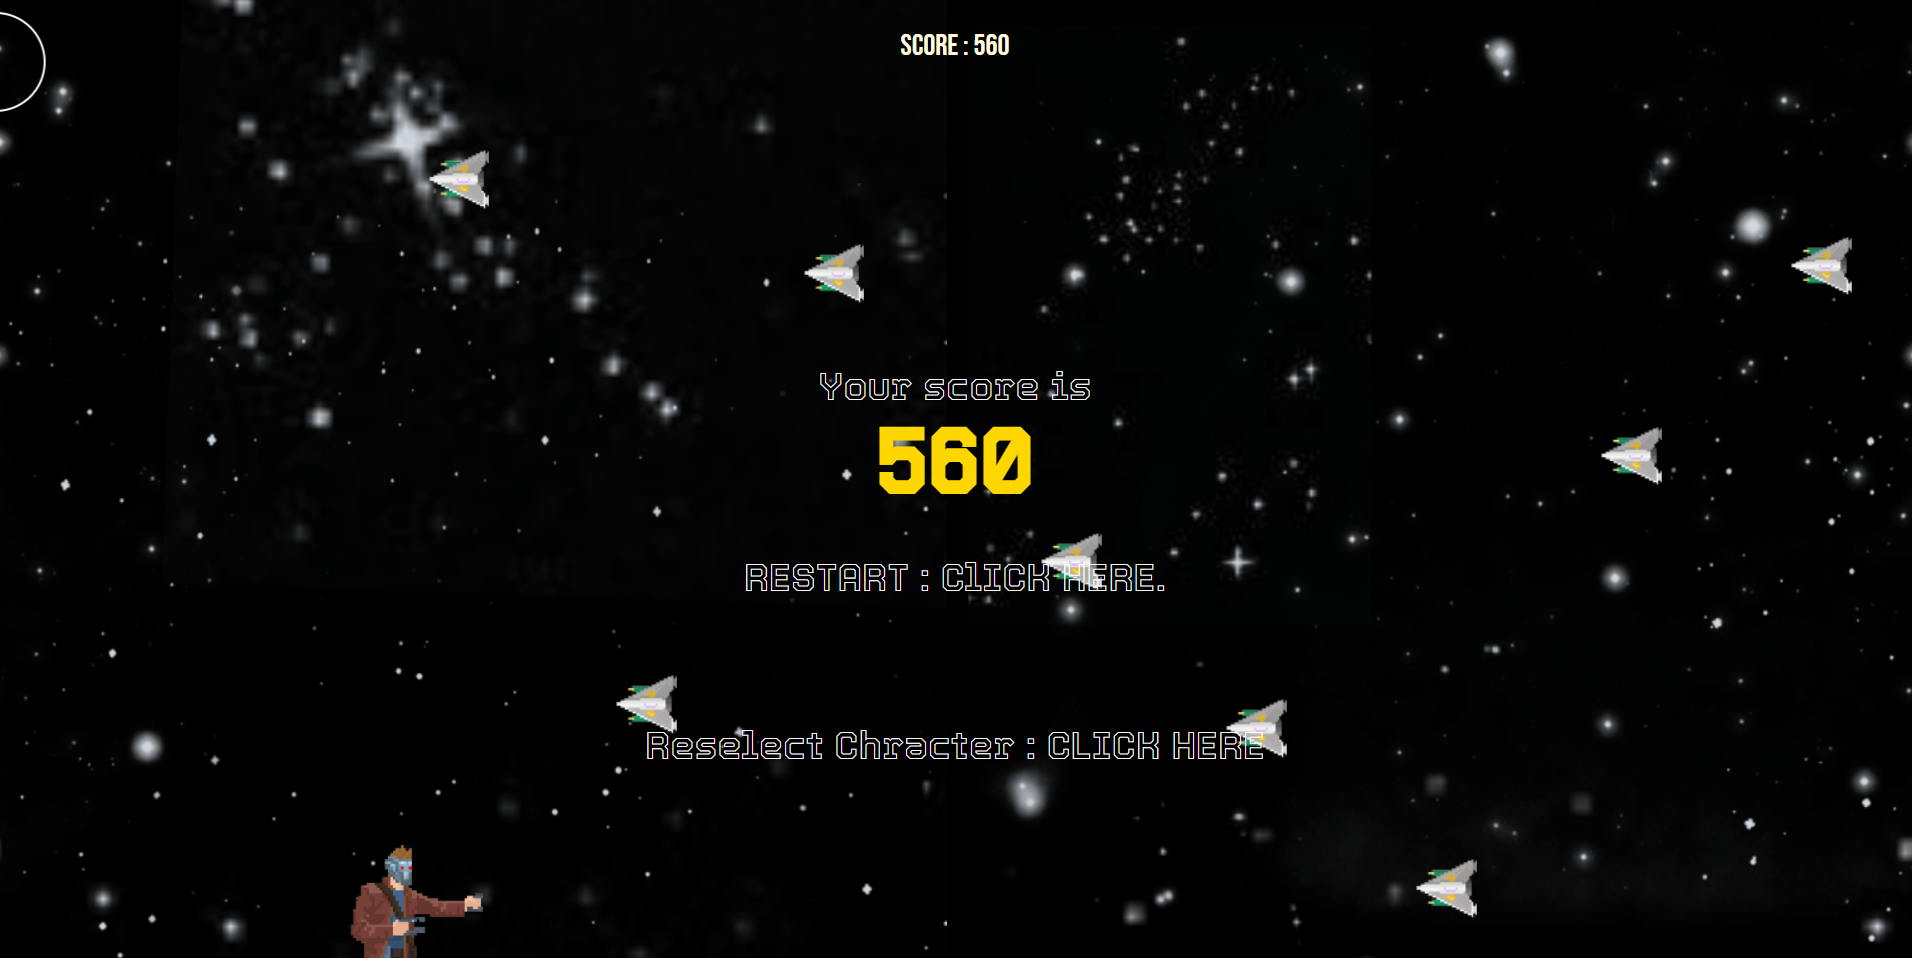 SCORE : 560
Your score is
560
RESTART : ClICK HERE.
Reselect Chracter : CLICK HERE